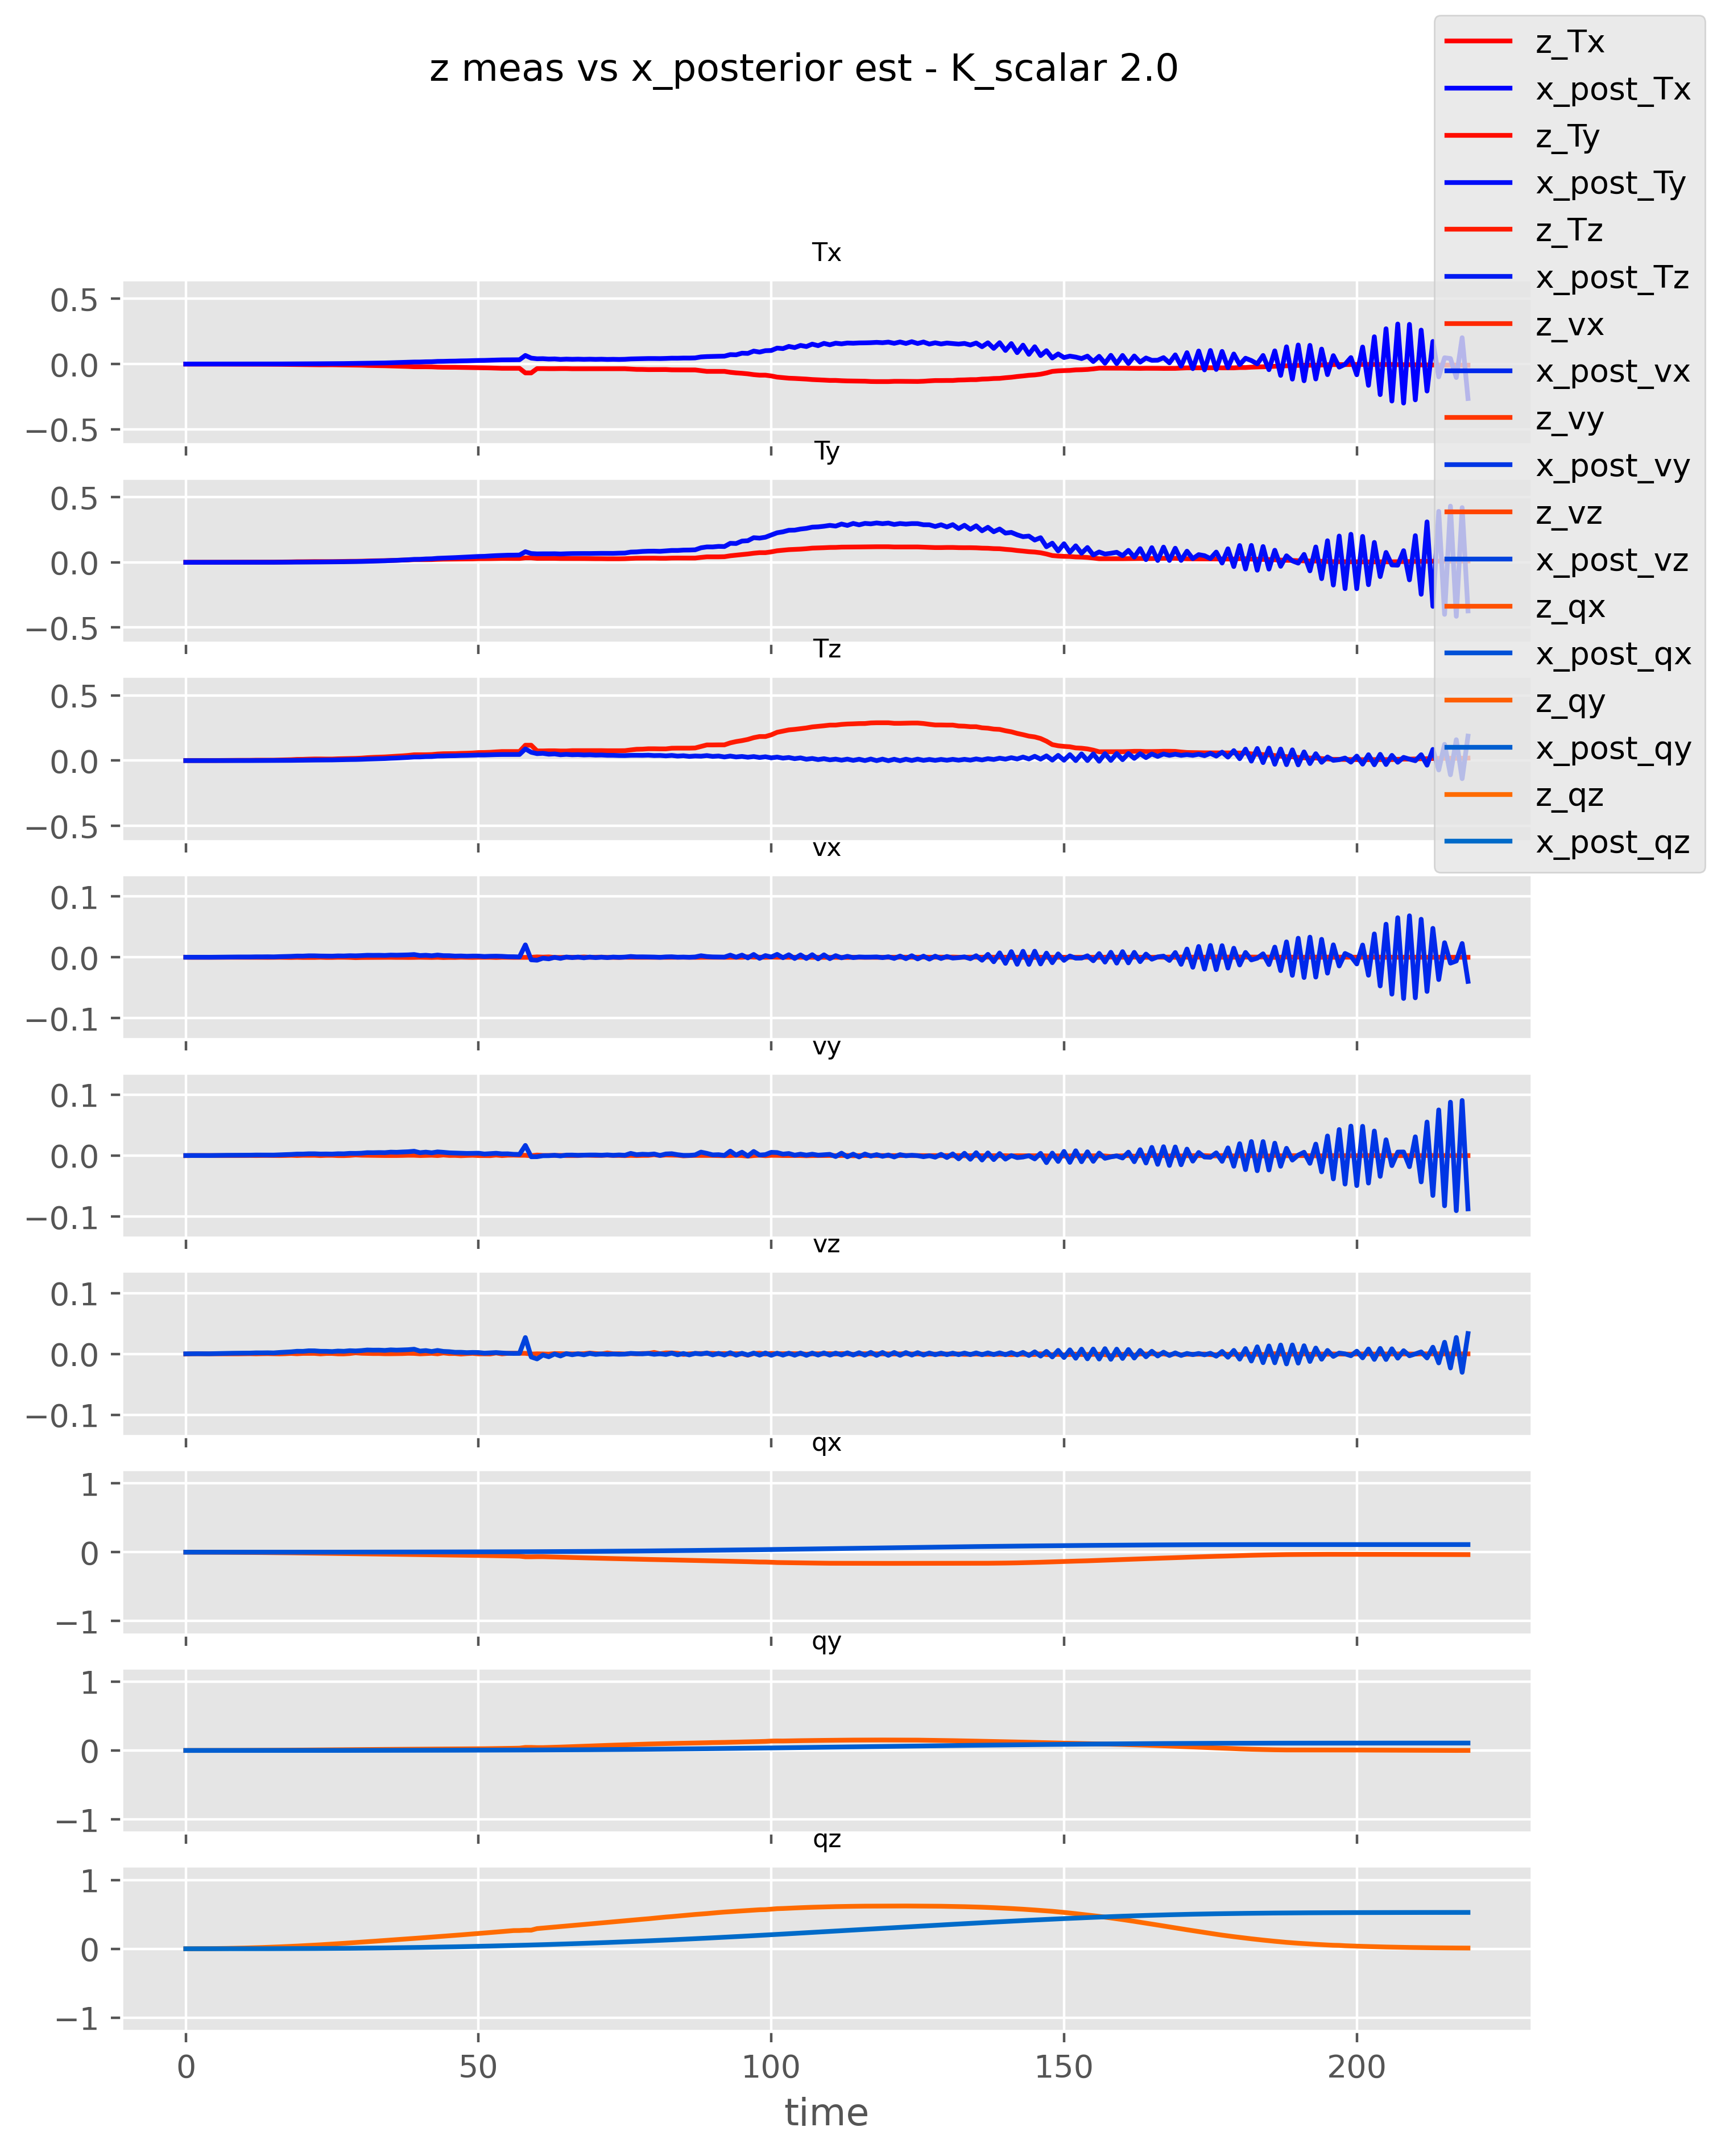 z meas vs x_posterior est - K_scalar 2.0
z_Tx
x_post_Tx
z_Ty
x_post_Ty
z_Tz
x_post_Tz
z_vx
x_post_vx
z_vy
x_post_vy
z_vz
x_post_vz
z_qx
x_post_qx
z_qy
x_post_qy
z_qz
x_post_qz
Tx
0.5
0.0
−0.5
Ty
0.5
0.0
−0.5
Tz
0.5
0.0
−0.5
vx
0.1
0.0
−0.1
vy
0.1
0.0
−0.1
vz
0.1
0.0
−0.1
qx
1
0
−1
qy
1
0
−1
qz
1
0
−1
0 50 100 150 200
time